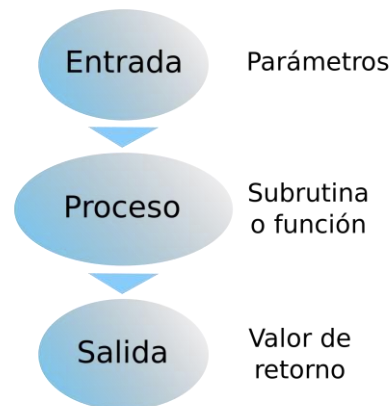 Entrada
Parámetros
Proceso
Subrutina
o función
Salida
Valor de
retorno